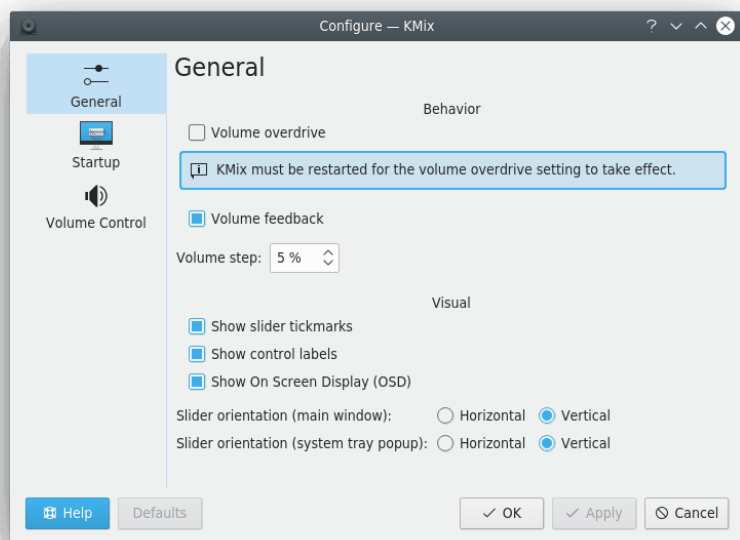 Configure — KMix
General
Startup
Volume Control
General
Behavior
Volume overdrive
KMix must be restarted for the volume overdrive setting to take effect.
Volume feedback
Volume step: 5 %
Visual
Show slider tickmarks
Show control labels
Show On Screen Display (OSD)
Slider orientation (main window): Horizontal Vertical
Slider orientation (system tray popup): Horizontal Vertical
Help Defaults OK Apply Cancel